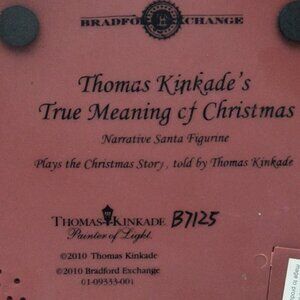 BRADFO EXCHANGE
Thomas Kinkade's
True Meaning of Christmas
Narrative Santa Figurine
Plays the Christmas Story, told by Thomas Kinkade
THOMAS KINKADE B7125
Painter of Light
©2010 Thomas Kinkade
©2010 Bradford Exchange
01-09333-001